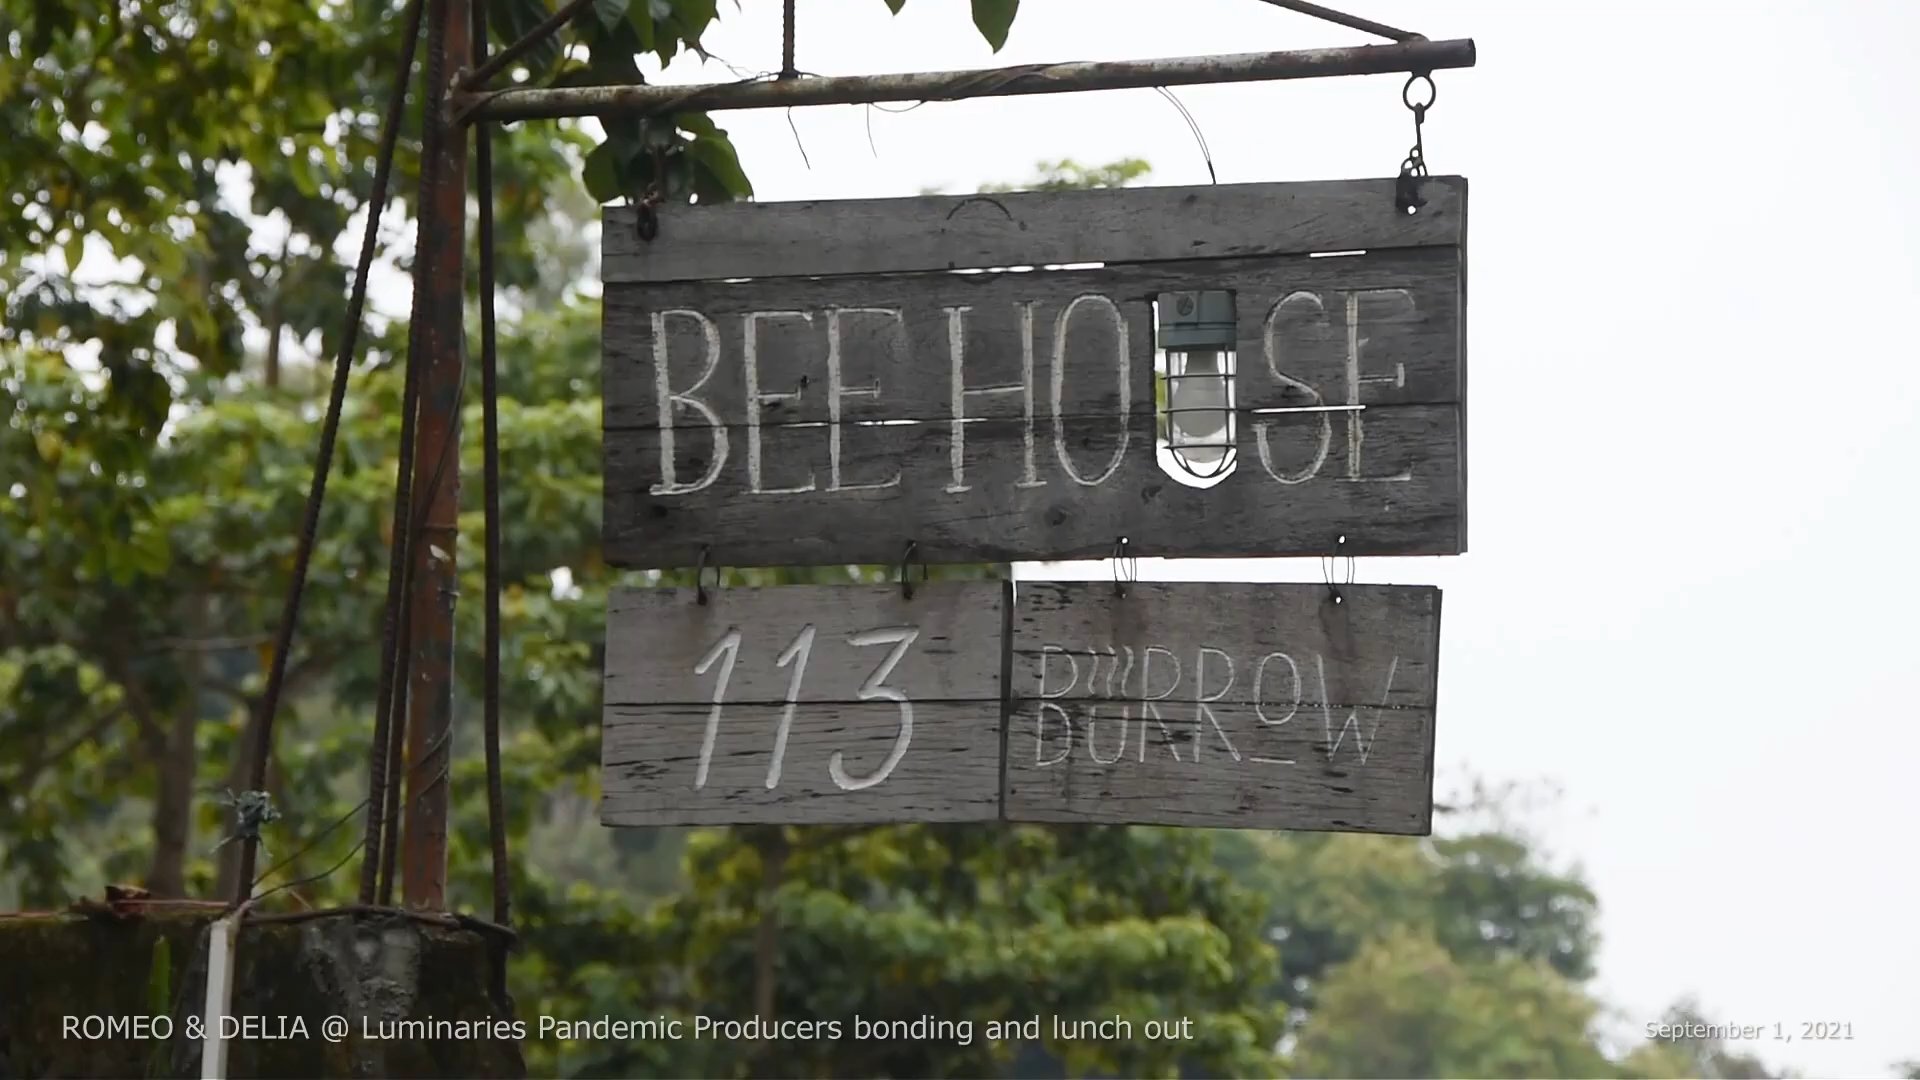 BEE HOUSE
113
BURROW
ROMEO & DELIA @ Luminaries Pandemic Producers bonding and lunch out
September 1, 2021